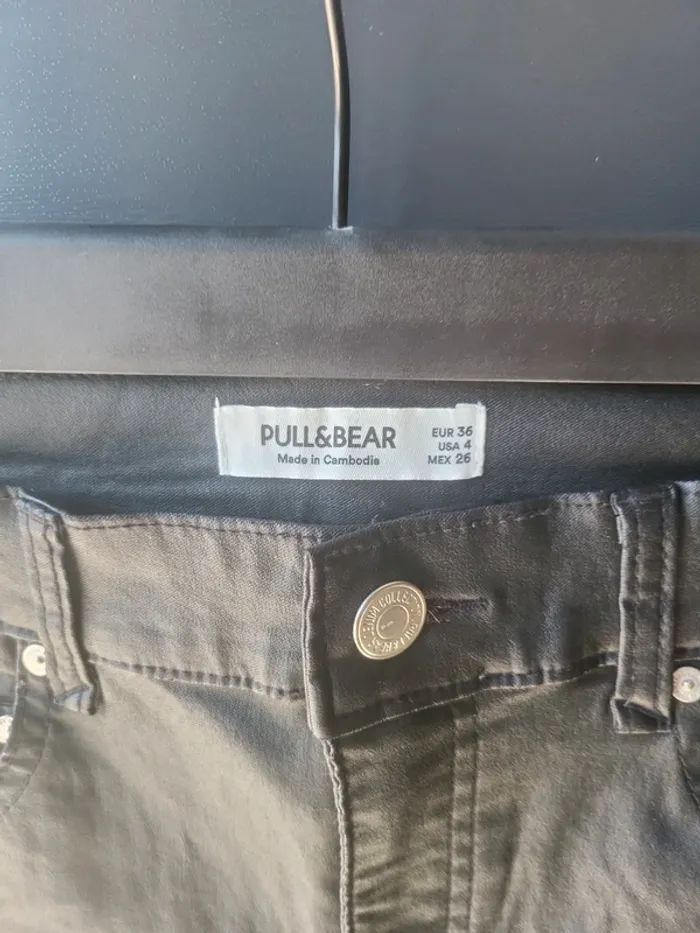 PULL&BEAR
Made in Cambodia
EUR 36
USA 4
MEX 26